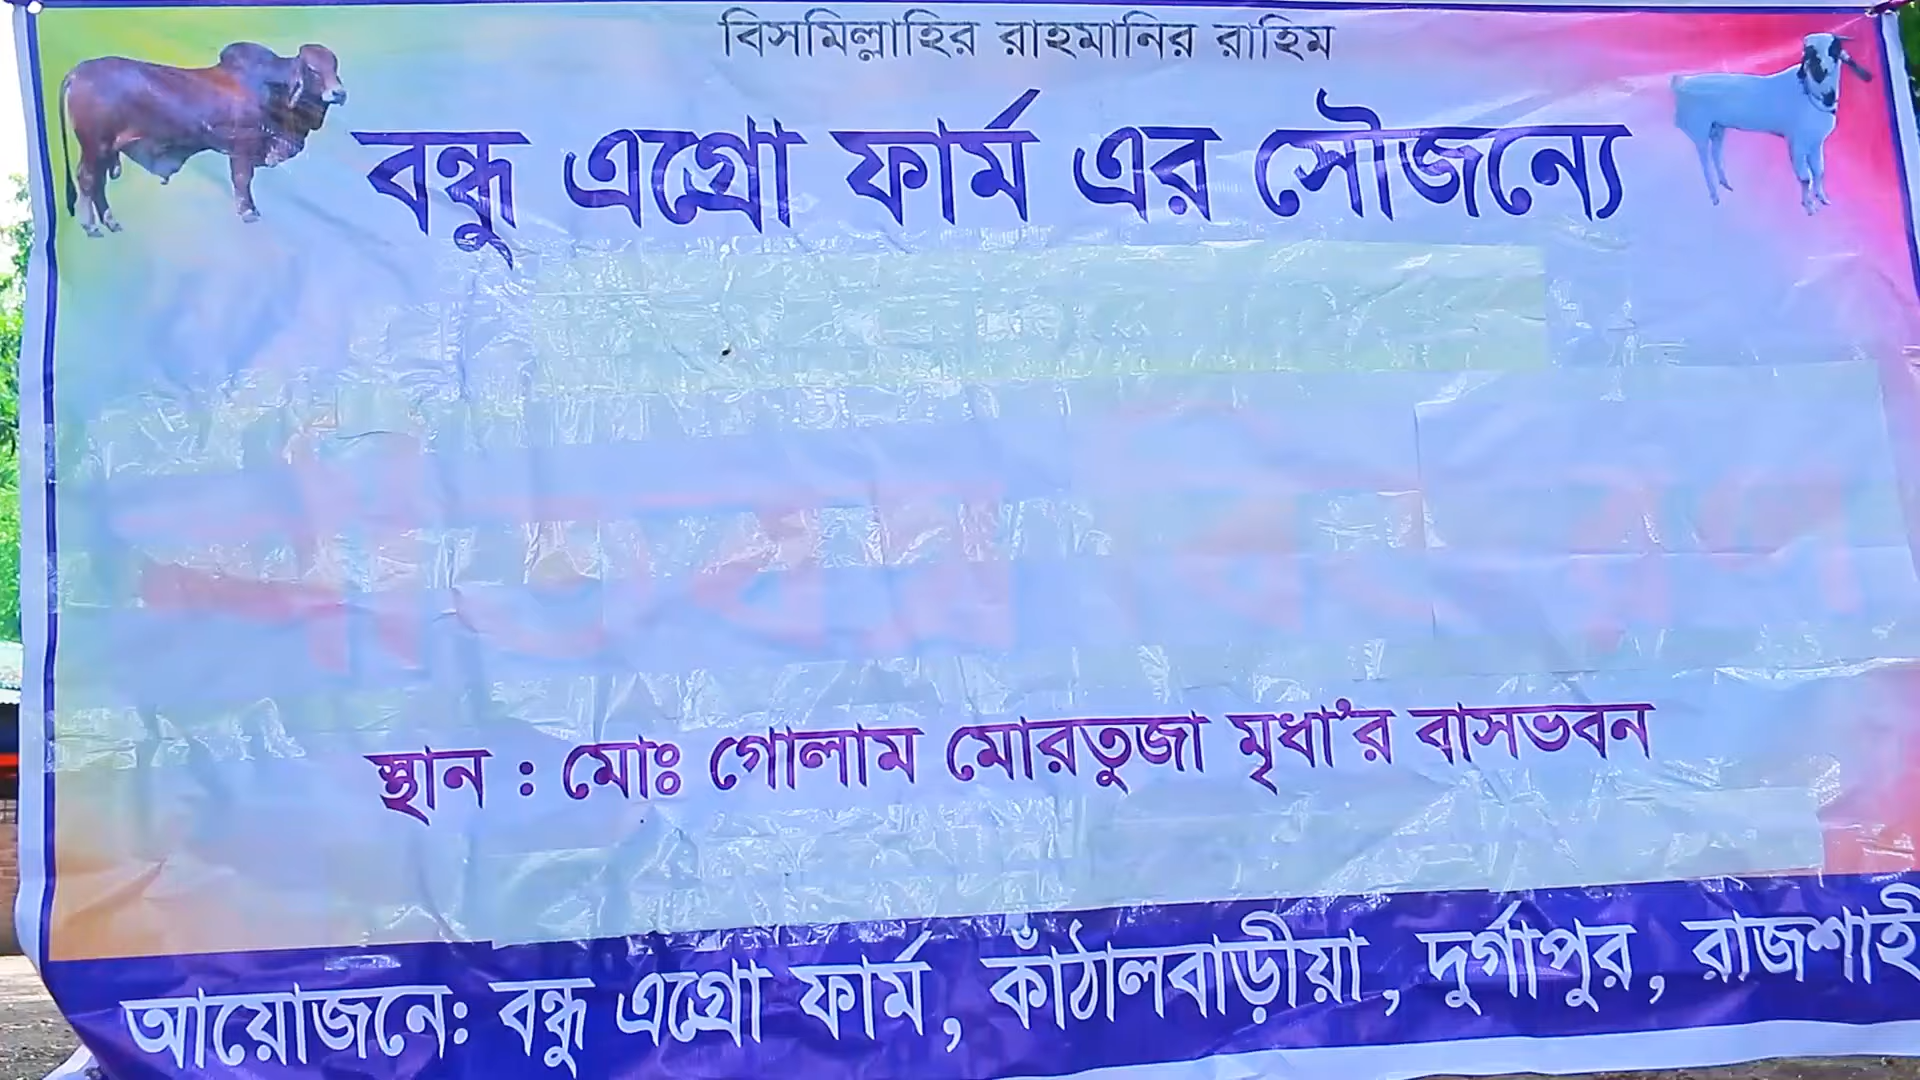 বিসমিল্লাহির রাহমানির রাহিম
বন্ধু এগ্রো ফার্ম এর সৌজন্যে
স্থান : মোঃ গোলাম মোরতুজা মৃধা'র বাসভবন
আয়োজনে: বন্ধু এগ্রো ফার্ম, কাঁঠালবাড়ীয়া, দুর্গাপুর, রাজশাহী